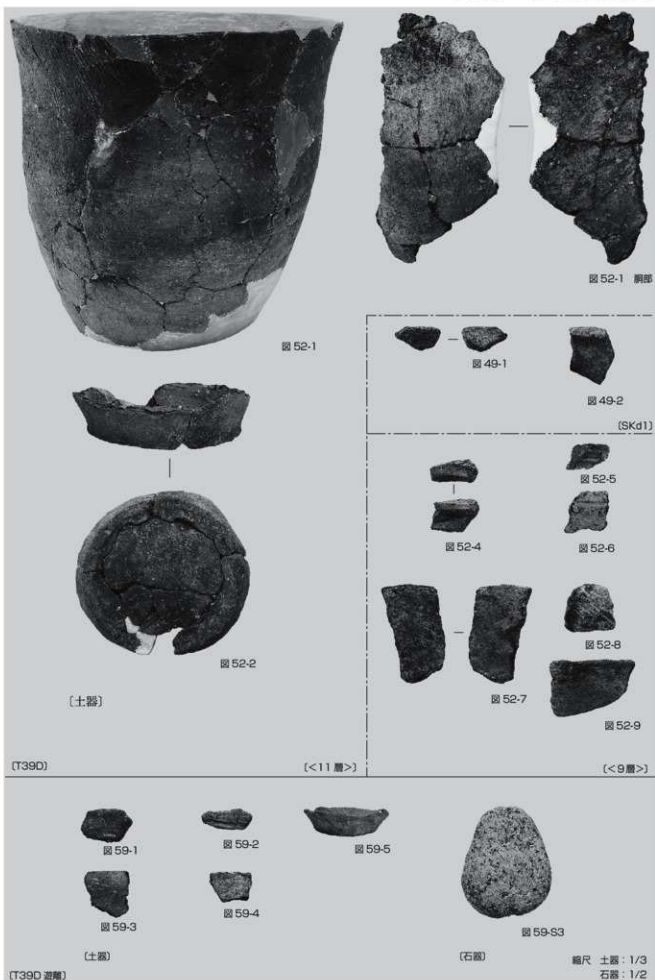 図 52-1
図 52-1 胴部
図 49-1
図 49-2
〔SKd1〕
図 52-2
〔土器〕
〔T39D〕
〔<11 層>〕
図 52-4
図 52-5
図 52-6
図 52-7
図 52-8
図 52-9
〔<9層>〕
図 59-1
図 59-2
図 59-5
図 59-3
図 59-4
図 59-S3
〔土器〕
〔石器〕
〔T39D 遊離〕
縮尺 土器：1/3
石器：1/2